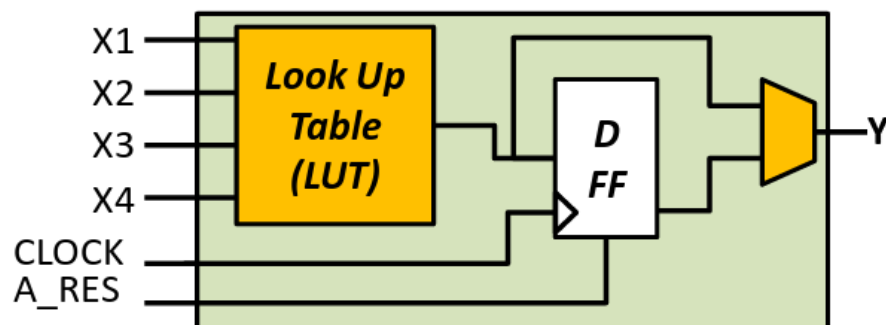 X1
X2
X3
X4
CLOCK
A_RES
Look Up
Table
(LUT)
D
FF
Y